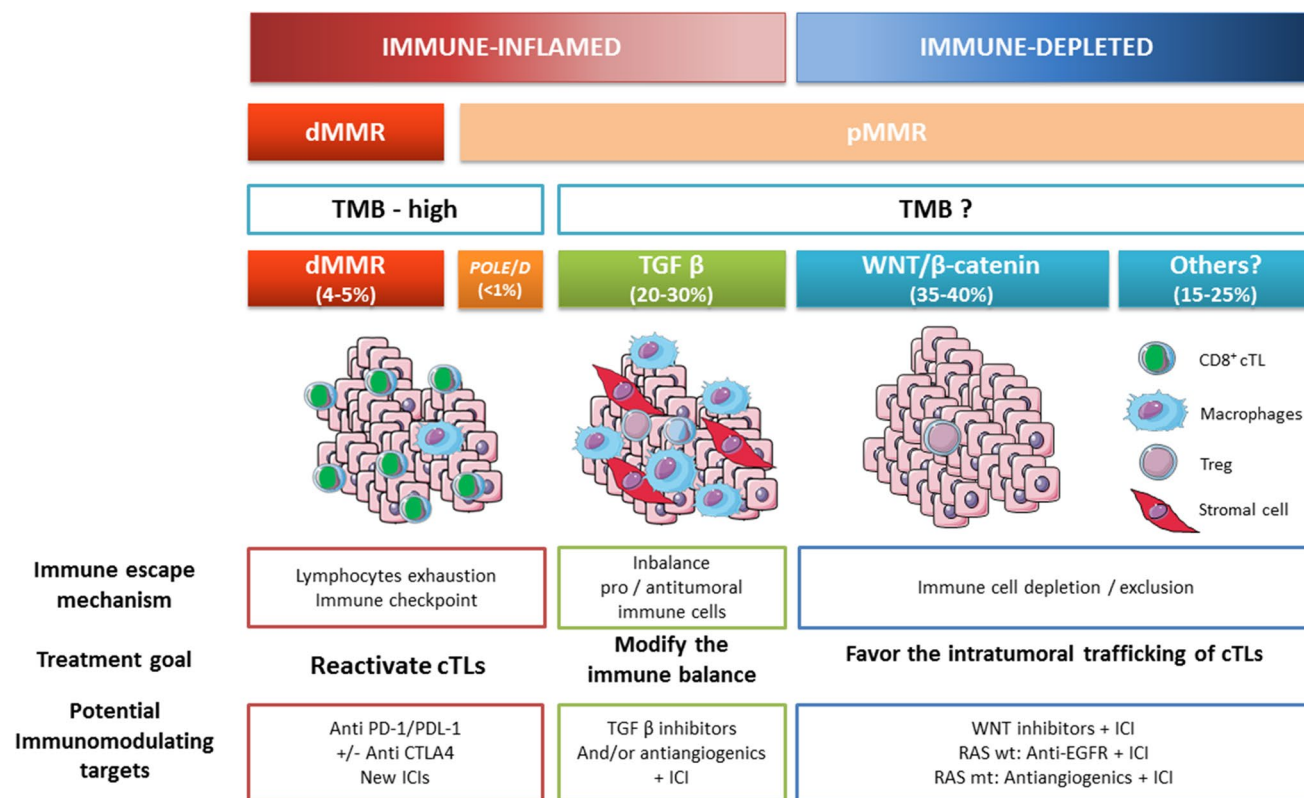 IMMUNE-INFLAMED
IMMUNE-DEPLETED
dMMR
pMMR
TMB - high
TMB ?
dMMR
(4-5%)
POLE/D
(<1%)
TGF β
(20-30%)
WNT/β-catenin
(35-40%)
Others?
(15-25%)
CD8+ cTL
Macrophages
Treg
Stromal cell
Immune escape
mechanism
Lymphocytes exhaustion
Immune checkpoint
Inbalance
pro / antitumoral
immune cells
Immune cell depletion / exclusion
Treatment goal
Reactivate cTLs
Modify the
immune balance
Favor the intratumoral trafficking of cTLs
Potential
Immunomodulating
targets
Anti PD-1/PDL-1
+/- Anti CTLA4
New ICIs
TGF β inhibitors
And/or antiangiogenics
+ ICI
WNT inhibitors + ICI
RAS wt: Anti-EGFR + ICI
RAS mt: Antiangiogenics + ICI